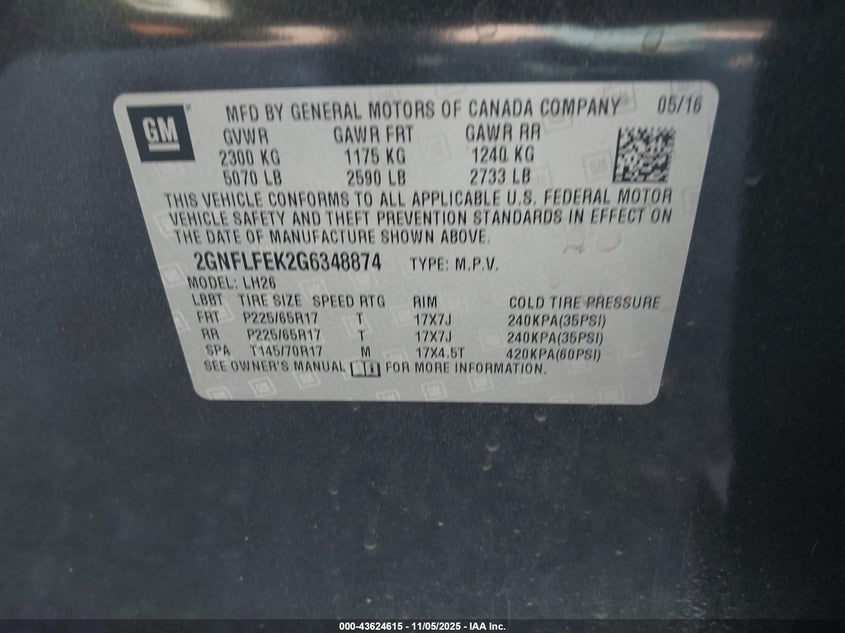 GM
MFD BY GENERAL MOTORS OF CANADA COMPANY 05/16
GVWR GAWR FRT GAWR RR
2300 KG 1175 KG 1240 KG
5070 LB 2590 LB 2733 LB
THIS VEHICLE CONFORMS TO ALL APPLICABLE U.S. FEDERAL MOTOR
VEHICLE SAFETY AND THEFT PREVENTION STANDARDS IN EFFECT ON
THE DATE OF MANUFACTURE SHOWN ABOVE.
2GNFLFEK2G6348874 TYPE: M.P.V.
MODEL: LH26
LBBT TIRE SIZE SPEED RTG RIM COLD TIRE PRESSURE
FRT P225/65R17 T 17X7J 240KPA(35PSI)
RR P225/65R17 T 17X7J 240KPA(35PSI)
SPA T145/70R17 M 17X4.5T 420KPA(60PSI)
SEE OWNER'S MANUAL FOR MORE INFORMATION.
000-43624615 - 11/05/2025 - IAA Inc.